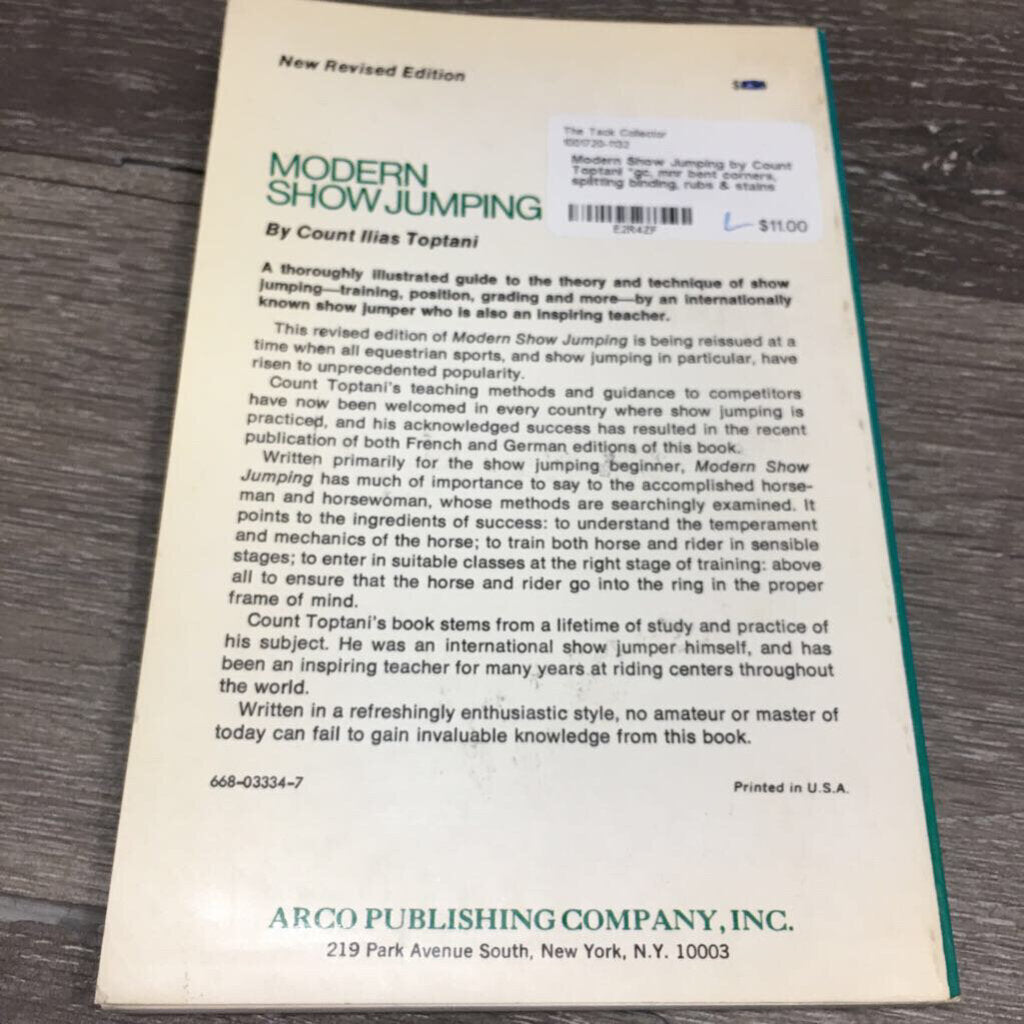 New Revised Edition
The Tack Collector
Modern Show Jumping by Count
Toptani *gc, mnr bent corners,
splitting binding, rubs & stains
E2R4ZF
L $11.00
MODERN
SHOW JUMPING
By Count Ilias Toptani
A thoroughly illustrated guide to the theory and technique of show
jumping—training, position, grading and more—by an internationally
known show jumper who is also an inspiring teacher.
This revised edition of Modern Show Jumping is being reissued at a
time when all equestrian sports, and show jumping in particular, have
risen to unprecedented popularity.
Count Toptani's teaching methods and guidance to competitors
have now been welcomed in every country where show jumping is
practiced, and his acknowledged success has resulted in the recent
publication of both French and German editions of this book.
Written primarily for the show jumping beginner, Modern Show
Jumping has much of importance to say to the accomplished horse-
man and horsewoman, whose methods are searchingly examined. It
points to the ingredients of success: to understand the temperament
and mechanics of the horse; to train both horse and rider in sensible
stages; to enter in suitable classes at the right stage of training: above
all to ensure that the horse and rider go into the ring in the proper
frame of mind.
Count Toptani's book stems from a lifetime of study and practice of
his subject. He was an international show jumper himself, and has
been an inspiring teacher for many years at riding centers throughout
the world.
Written in a refreshingly enthusiastic style, no amateur or master of
today can fail to gain invaluable knowledge from this book.
668-03334-7
Printed in U.S.A.
ARCO PUBLISHING COMPANY, INC.
219 Park Avenue South, New York, N.Y. 10003